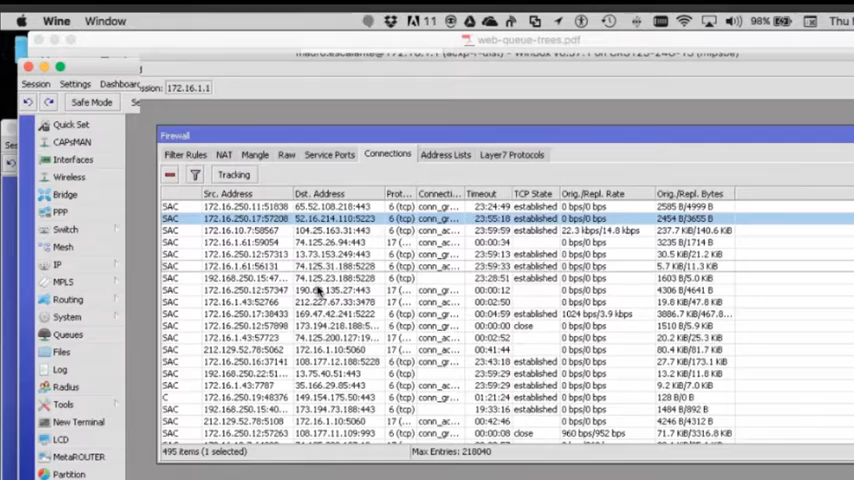 Wine Window 11 98% Thu
web-queue-trees.pdf
Session Settings Dashboard
ssion: 172.16.1.1
Safe Mode Se
Firewall
Filter Rules NAT Mangle Raw Service Ports Connections Address Lists Layer7 Protocols
Tracking
Src. Address Dst. Address Prot... Connecti... Timeout TCP State Orig./Repl. Rate Orig./Repl. Bytes
SAC 172.16.250.11:51838 65.52.108.218:443 6 (tcp) conn_gr... 23:24:49 established 0 bps/0 bps 2585 B/4999 B
SAC 172.16.250.17:57208 52.16.214.110:5223 6 (tcp) conn_gr... 23:55:18 established 0 bps/0 bps 2454 B/3655 B
SAC 172.16.10.7:58567 104.25.163.31:443 6 (tcp) conn_gr... 23:59:59 established 22.3 kbps/14.8 kbps 237.7 KiB/140.6 KiB
SAC 172.16.1.61:59054 74.125.26.94:443 17 (... conn_ac... 00:00:34 0 bps/0 bps 3235 B/1714 B
SAC 172.16.250.12:57313 13.73.153.249:443 6 (tcp) conn_gr... 23:59:13 established 0 bps/0 bps 30.5 KiB/21.2 KiB
SAC 172.16.1.61:56131 74.125.31.188:5228 6 (tcp) conn_ac... 23:59:33 established 0 bps/0 bps 5.7 KiB/11.3 KiB
SAC 192.168.250.15:47... 74.125.23.188:5228 6 (tcp) 23:28:51 established 0 bps/0 bps 1603 B/5.0 KiB
SAC 172.16.250.12:57347 135.27:443 17 (... conn_gr... 00:00:12 0 bps/0 bps 4306 B/4641 B
SAC 172.16.1.43:52766 212.227.67.33:3478 17 (... conn_ac... 00:02:50 0 bps/0 bps 19.8 KiB/47.8 KiB
SAC 172.16.250.17:38433 169.47.42.241:5222 6 (tcp) conn_gr... 00:04:59 established 1024 bps/3.9 kbps 3886.7 KiB/467.8...
SAC 172.16.250.12:57898 173.194.218.188:5... 6 (tcp) conn_gr... 00:00:00 close 0 bps/0 bps 1510 B/5.9 KiB
SAC 172.16.1.43:57723 74.125.200.127:19... 17 (... conn_ac... 00:02:52 0 bps/0 bps 16.2 KiB/25.3 KiB
SAC 212.129.52.78:5062 172.16.1.10:5060 17 (... conn_ac... 00:41:44 0 bps/0 bps 80.4 KiB/81.7 KiB
SAC 172.16.250.16:37141 108.177.12.188:5228 6 (tcp) conn_gr... 23:43:18 established 0 bps/0 bps 27.7 KiB/173.1 KiB
SAC 192.168.250.22:51... 13.75.40.51:443 6 (tcp) 23:59:29 established 0 bps/0 bps 13.2 KiB/11.8 KiB
SAC 172.16.1.43:7787 35.166.29.85:443 6 (tcp) conn_ac... 23:59:29 established 0 bps/0 bps 9.2 KiB/7.0 KiB
C 172.16.250.19:48376 149.154.175.50:443 6 (tcp) conn_gr... 01:21:24 established 0 bps/0 bps 128 B/0 B
SAC 192.168.250.15:40... 173.194.73.188:443 6 (tcp) 19:33:16 established 0 bps/0 bps 1484 B/892 B
SAC 212.129.52.78:5108 172.16.1.10:5060 17 (... conn_ac... 00:42:46 0 bps/0 bps 4246 B/4312 B
SAC 172.16.250.12:57263 108.177.11.109:993 6 (tcp) conn_gr... 00:00:08 close 960 bps/952 bps 71.7 KiB/3316.8 KiB
495 items (1 selected) Max Entries: 218040
Quick Set
CAPsMAN
Interfaces
Wireless
Bridge
PPP
Switch
Mesh
IP
MPLS
Routing
System
Queues
Files
Log
Radius
Tools
New Terminal
LCD
MetaROUTER
Partition